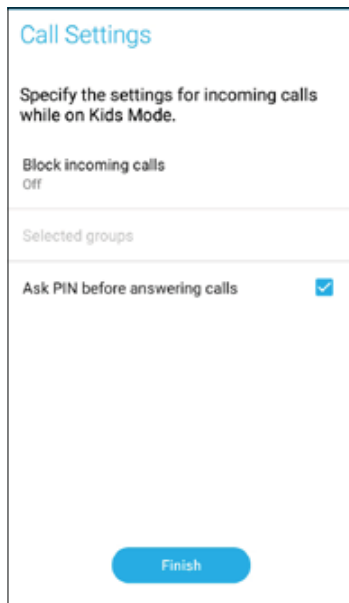 Call Settings
Specify the settings for incoming calls
while on Kids Mode.
Block incoming calls
Off
Selected groups
Ask PIN before answering calls
Finish